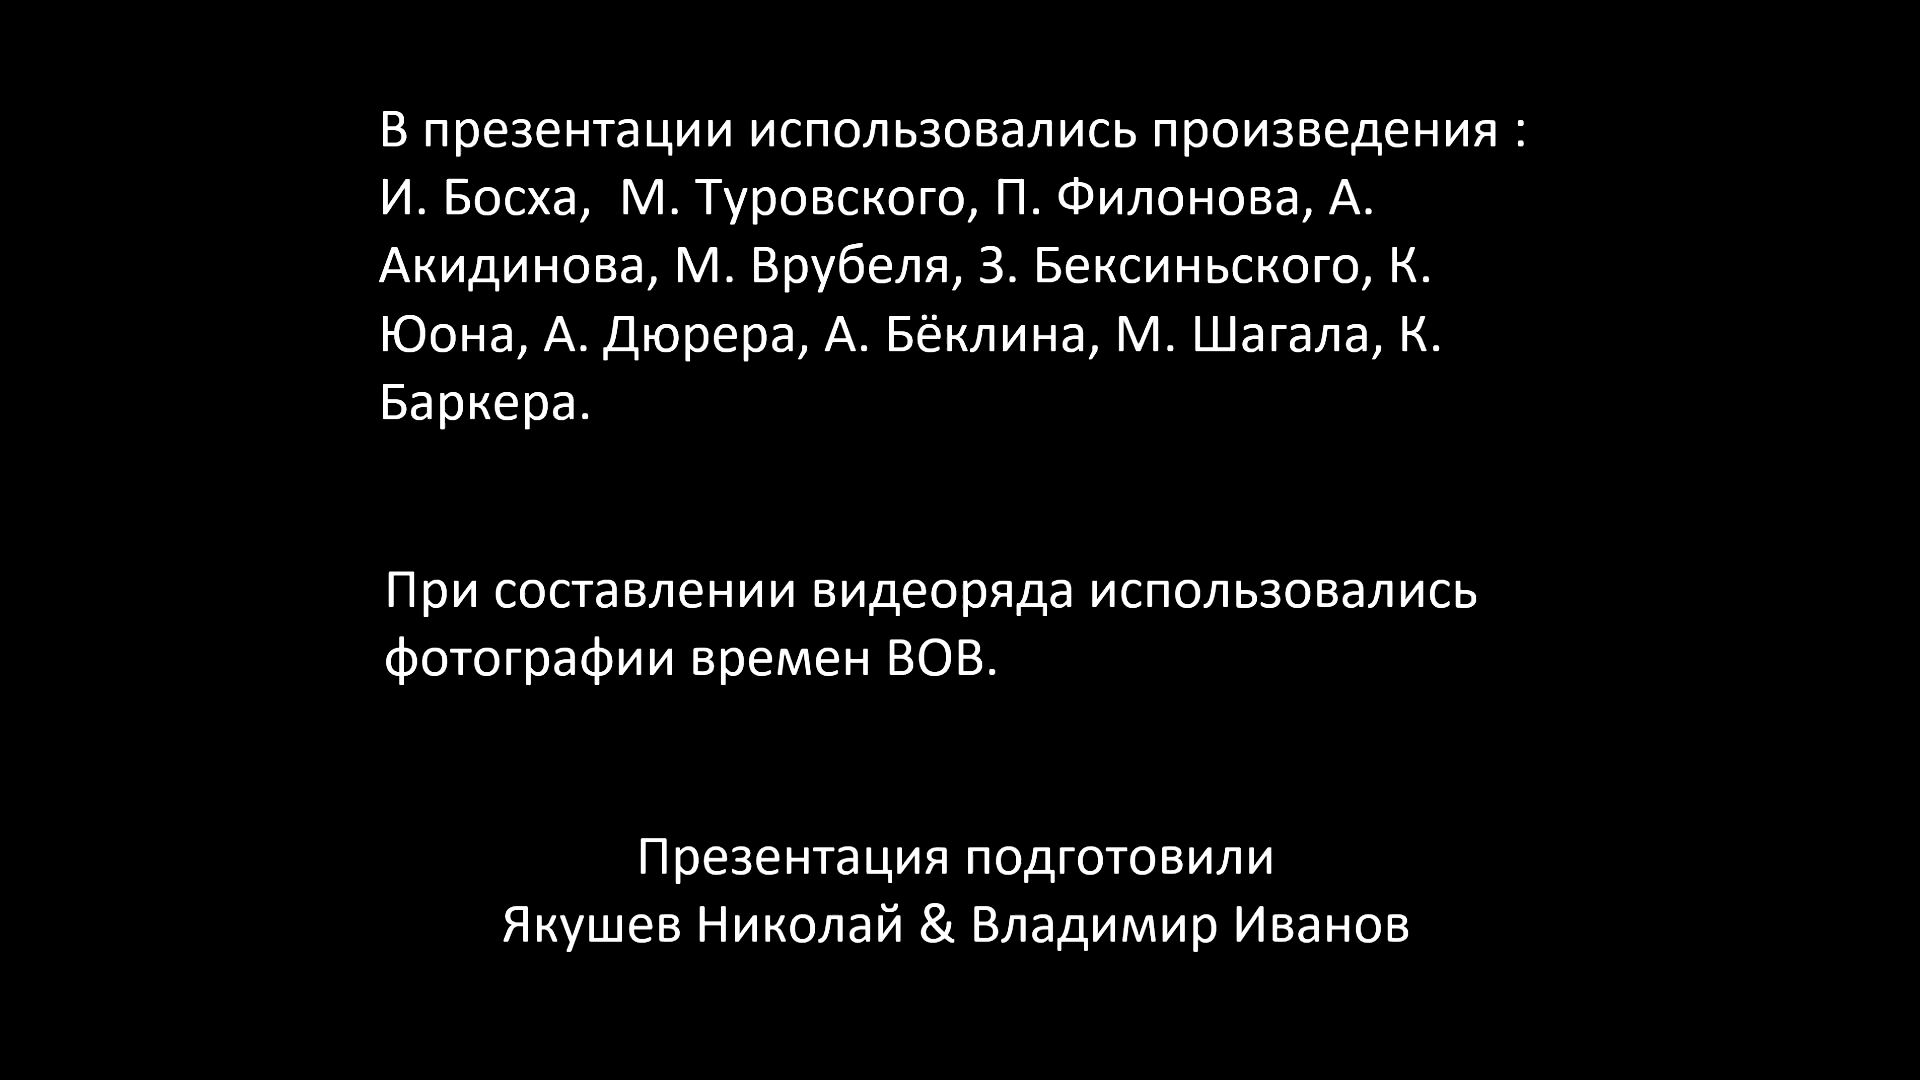 В презентации использовались произведения :
И. Босха,  М. Туровского, П. Филонова, А.
Акидинова, М. Врубеля, З. Бексиньского, К.
Юона, А. Дюрера, А. Бёклина, М. Шагала, К.
Баркера.
При составлении видеоряда использовались
фотографии времен ВОВ.
Презентация подготовили
Якушев Николай & Владимир Иванов